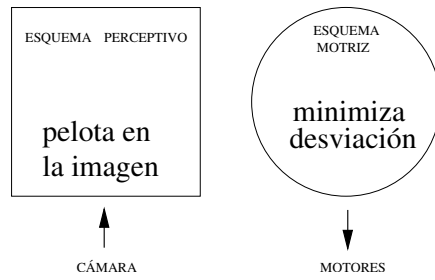 ESQUEMA PERCEPTIVO
pelota en
la imagen
CÁMARA
ESQUEMA
MOTRIZ
minimiza
desviación
MOTORES